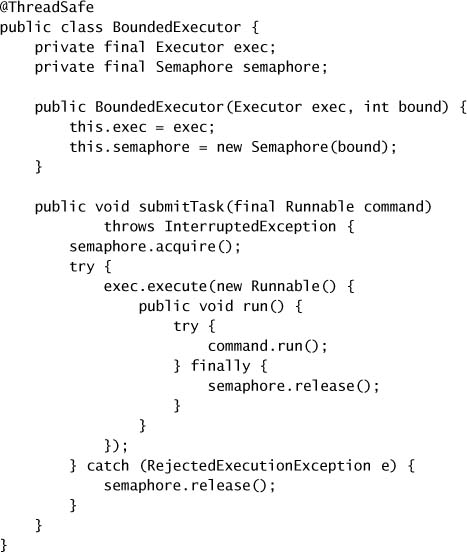 @ThreadSafe
public class BoundedExecutor {
    private final Executor exec;
    private final Semaphore semaphore;

    public BoundedExecutor(Executor exec, int bound) {
        this.exec = exec;
        this.semaphore = new Semaphore(bound);
    }

    public void submitTask(final Runnable command)
            throws InterruptedException {
        semaphore.acquire();
        try {
            exec.execute(new Runnable() {
                public void run() {
                    try {
                        command.run();
                    } finally {
                        semaphore.release();
                    }
                }
            });
        } catch (RejectedExecutionException e) {
            semaphore.release();
        }
    }
}